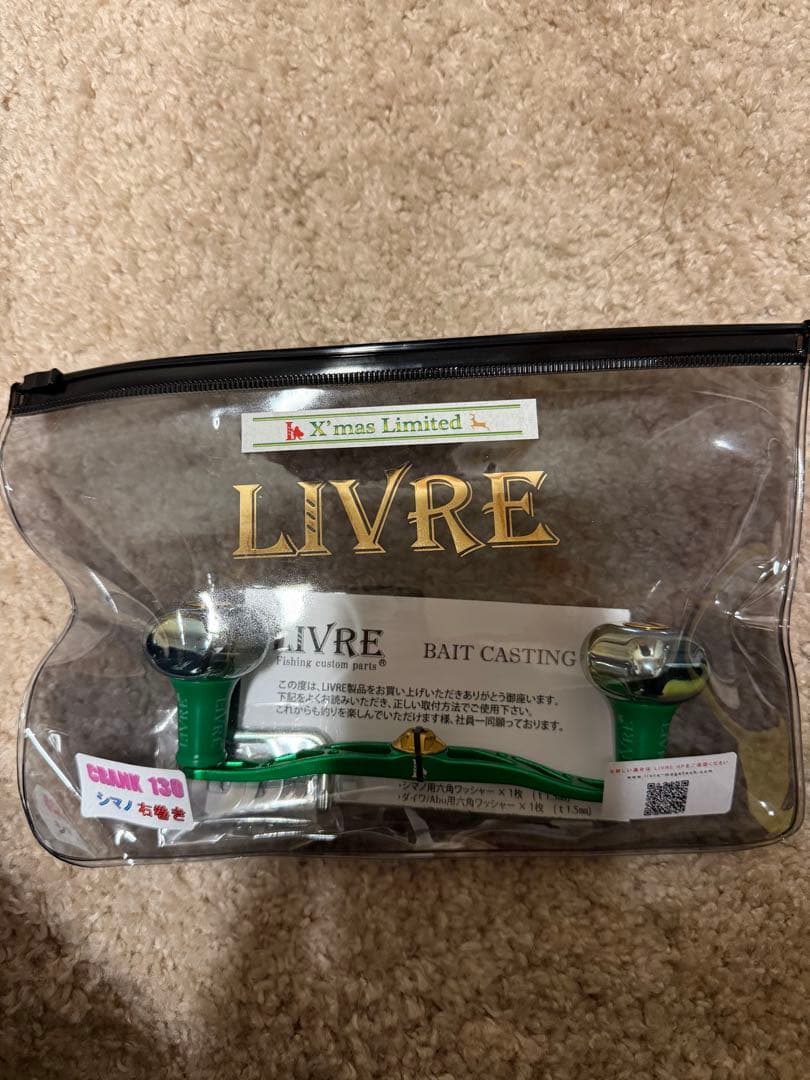 X'mas Limited
LIVRE
LIVRE
Fishing custom parts®
BAIT CASTING
この度は、LIVRE製品をお買い上げいただきありがとう御座います。
下記をよくお読みいただき、正しい取付方法でご使用下さい。
これからも釣りを楽しんでいただけます様、社員一同願っております。
LIVRE
LIVRE
CRANK 130
シマノ 右巻き
・シマノ用六角ワッシャー × 1枚
・ダイワ/Abu用六角ワッシャー × 1枚 (t1.5㎜)
www.livre-megatech.com